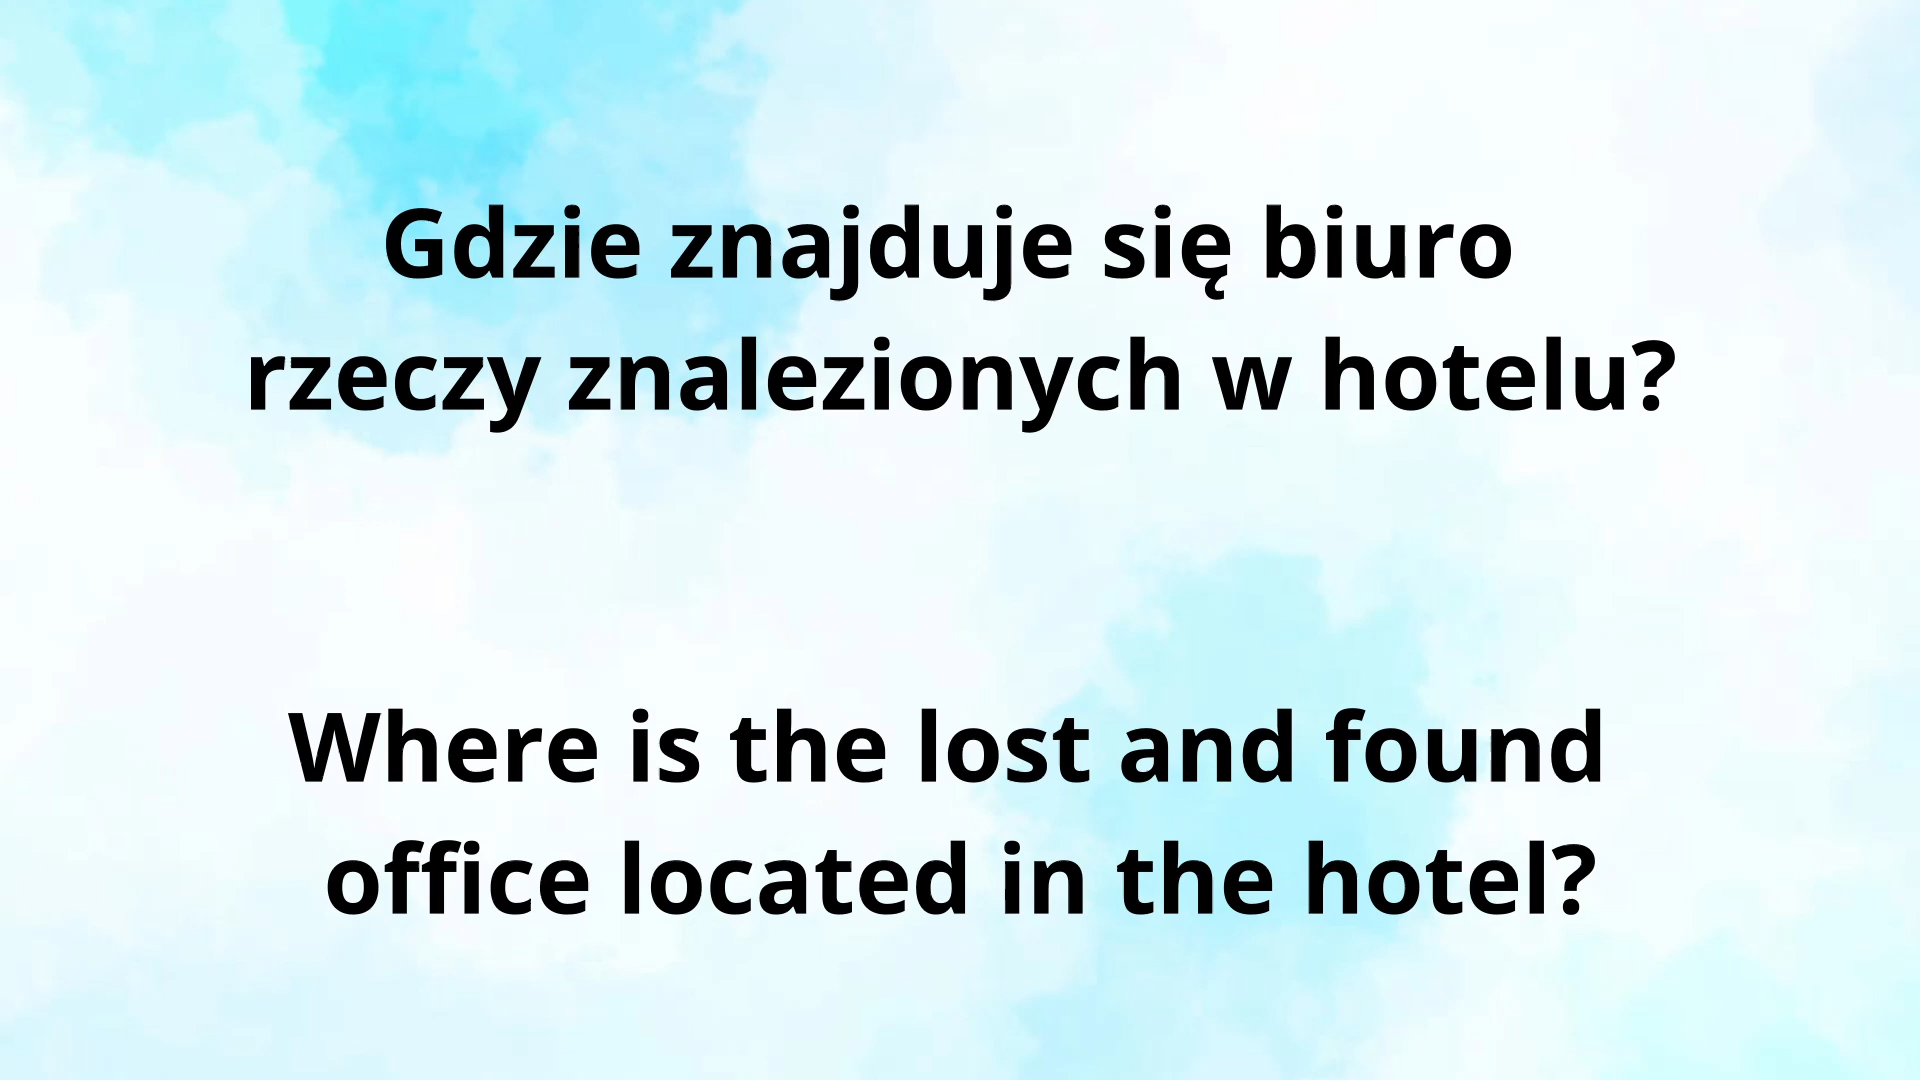 Gdzie znajduje się biuro
rzeczy znalezionych w hotelu?
Where is the lost and found
office located in the hotel?